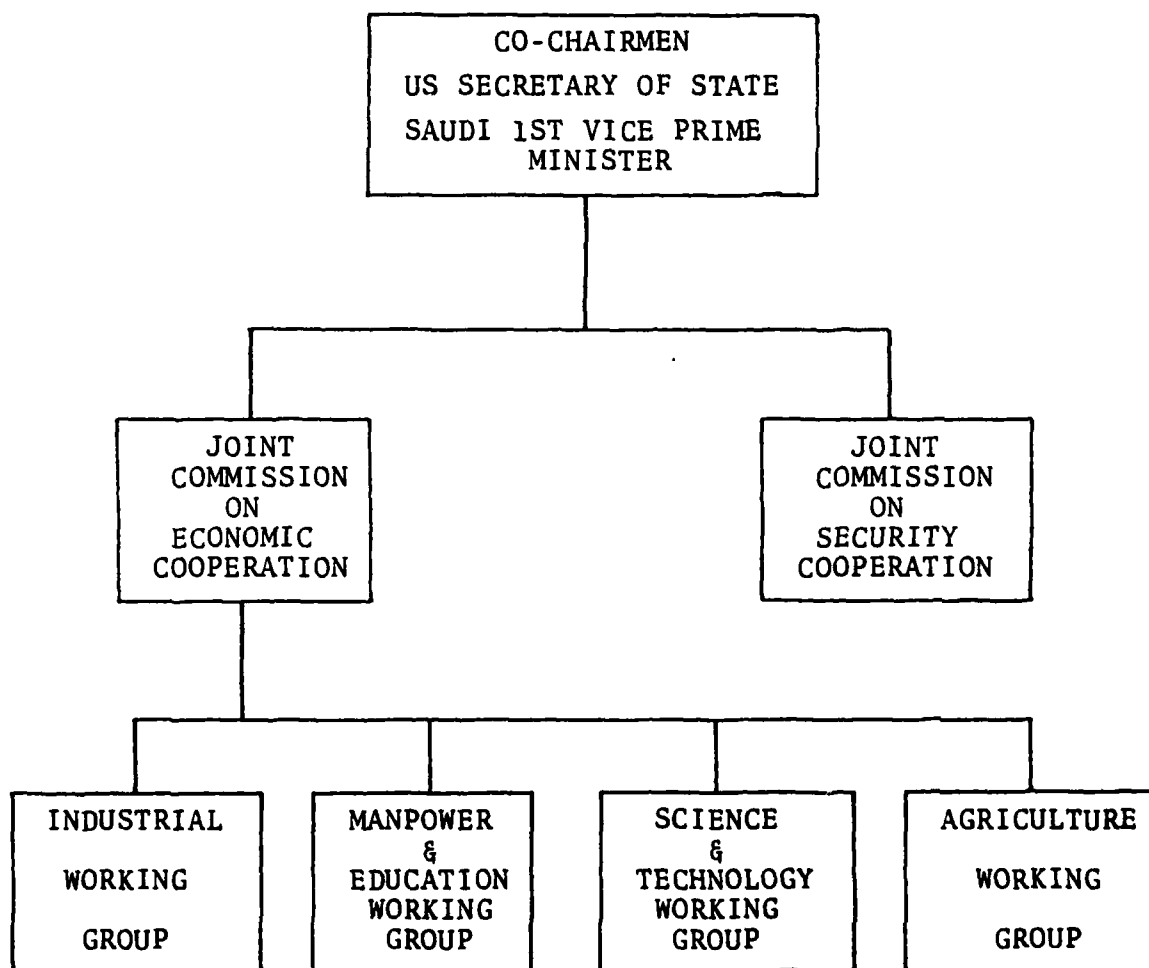 CO-CHAIRMEN
US SECRETARY OF STATE
SAUDI 1ST VICE PRIME
MINISTER
JOINT
COMMISSION
ON
ECONOMIC
COOPERATION
JOINT
COMMISSION
ON
SECURITY
COOPERATION
INDUSTRIAL
WORKING
GROUP
MANPOWER
&
EDUCATION
WORKING
GROUP
SCIENCE
&
TECHNOLOGY
WORKING
GROUP
AGRICULTURE
WORKING
GROUP